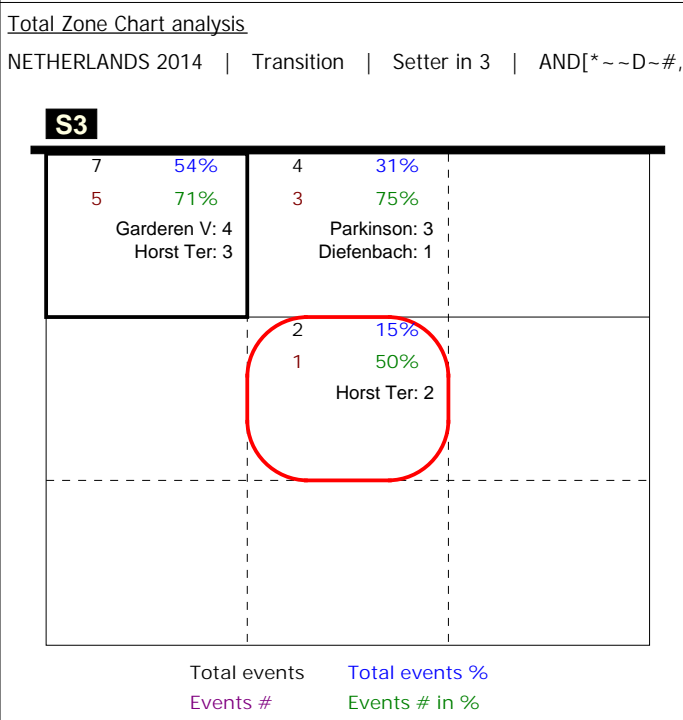 Total Zone Chart analysis
NETHERLANDS 2014 | Transition | Setter in 3 | AND[*~~D~#,
S3
7 54% 4 31%
5 71% 3 75%
Garderen V: 4 Parkinson: 3
Horst Ter: 3 Diefenbach: 1
2 15%
1 50%
Horst Ter: 2
Total events Total events %
Events # Events # in %